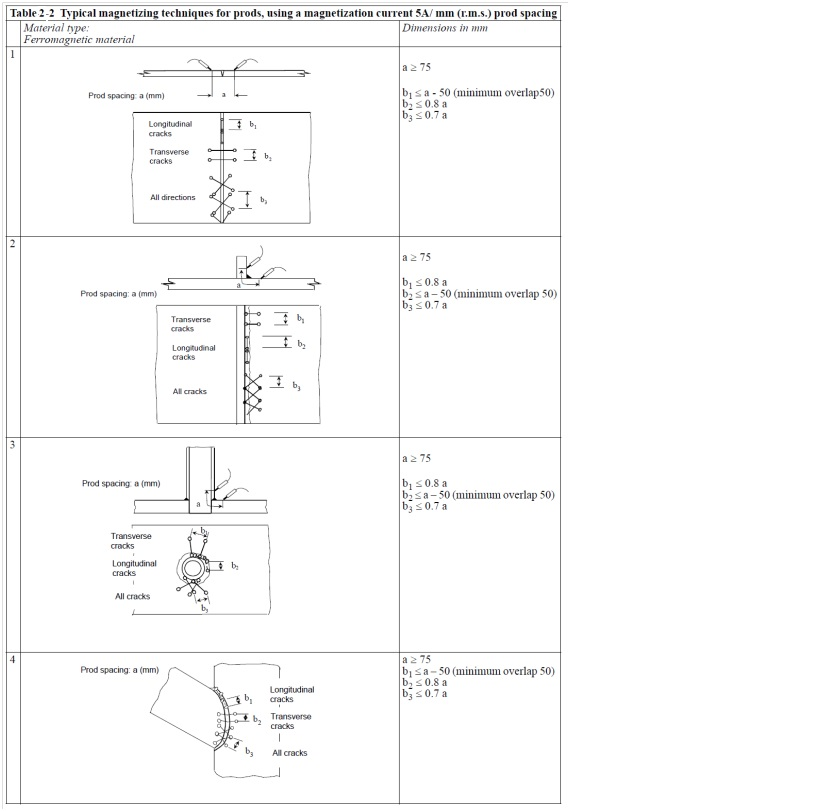 Table 2-2 Typical magnetizing techniques for prods, using a magnetization current 5A/ mm (r.m.s.) prod spacing
Material type:
Ferromagnetic material
Dimensions in mm
1
Prod spacing: a (mm)
a
Longitudinal
cracks
b1
Transverse
cracks
b2
All directions
b3
a ≥ 75
b1 ≤ a - 50 (minimum overlap50)
b2 ≤ 0.8 a
b3 ≤ 0.7 a
2
Prod spacing: a (mm)
a
Transverse
cracks
b1
Longitudinal
cracks
b2
All cracks
b3
a ≥ 75
b1 ≤ 0.8 a
b2 ≤ a – 50 (minimum overlap 50)
b3 ≤ 0.7 a
3
Prod spacing: a (mm)
a
Transverse
cracks
Longitudinal
cracks
All cracks
a ≥ 75
b1 ≤ 0.8 a
b2 ≤ a – 50 (minimum overlap 50)
b3 ≤ 0.7 a
4
Prod spacing: a (mm)
Longitudinal
cracks
b1
Transverse
cracks
b2
All cracks
b3
a ≥ 75
b1 ≤ a – 50 (minimum overlap 50)
b2 ≤ 0.8 a
b3 ≤ 0.7 a